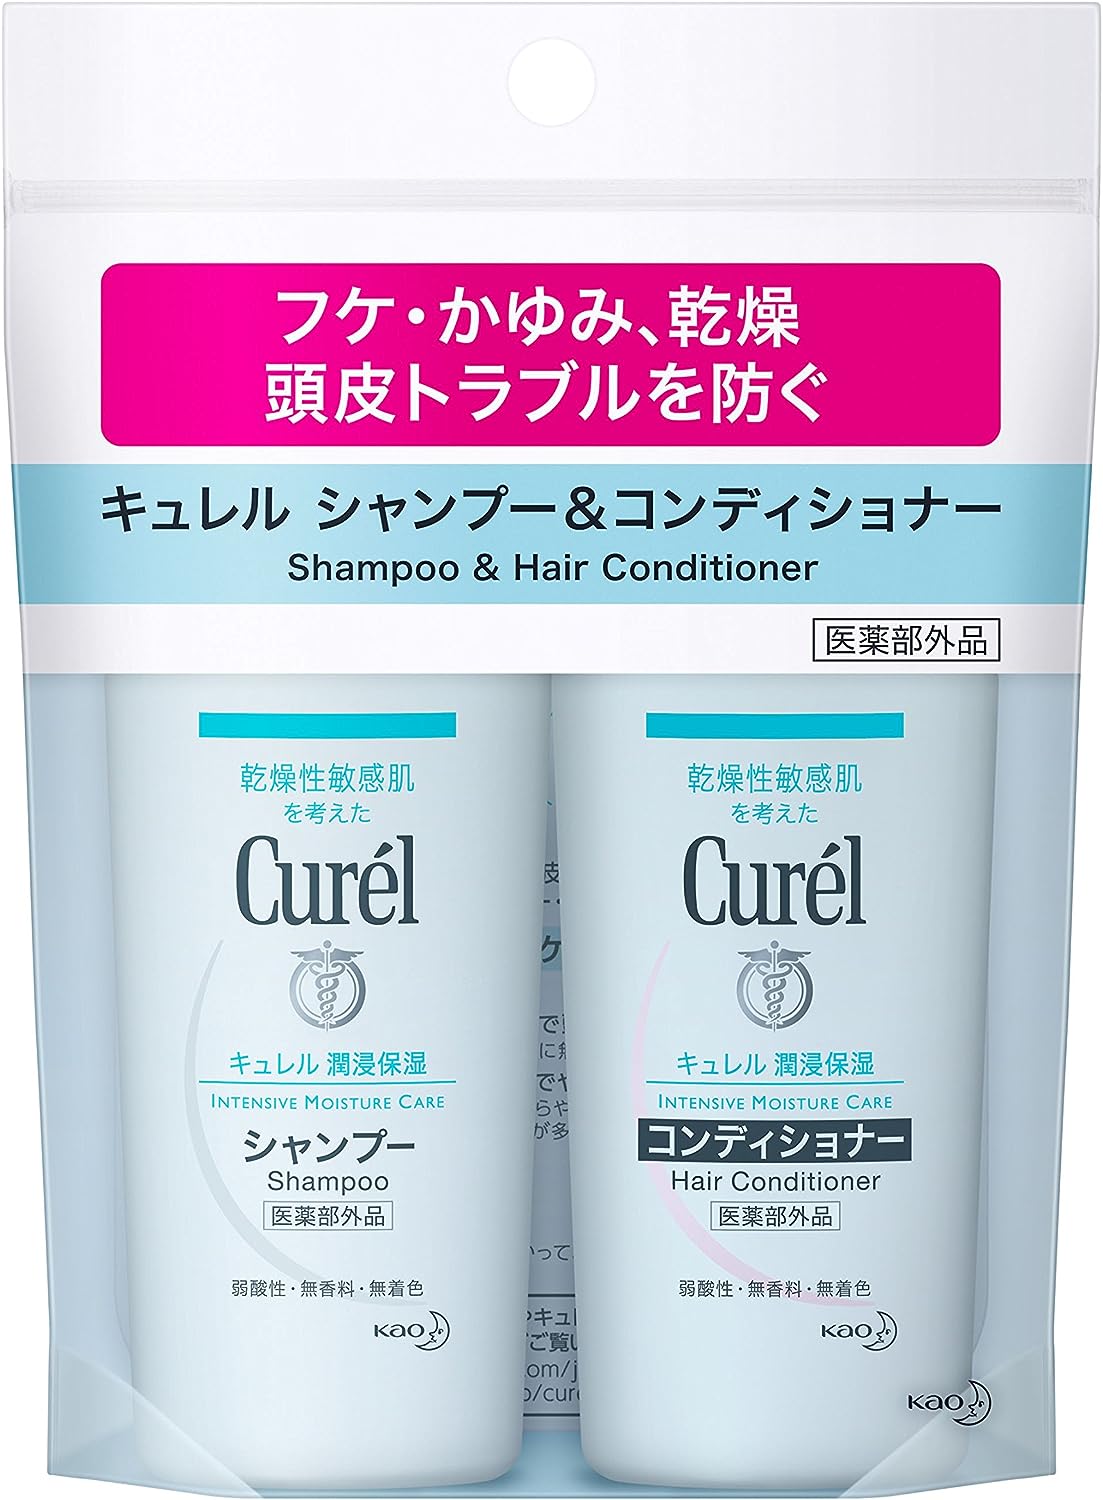 フケ・かゆみ、乾燥
頭皮トラブルを防ぐ
キュレル シャンプー&コンディショナー
Shampoo & Hair Conditioner
医薬部外品
乾燥性敏感肌
を考えた
Curél
キュレル 潤浸保湿
INTENSIVE MOISTURE CARE
シャンプー
Shampoo
医薬部外品
弱酸性・無香料・無着色
Kao
乾燥性敏感肌
を考えた
Curél
キュレル 潤浸保湿
INTENSIVE MOISTURE CARE
コンディショナー
Hair Conditioner
医薬部外品
弱酸性・無香料・無着色
Kao
Kao